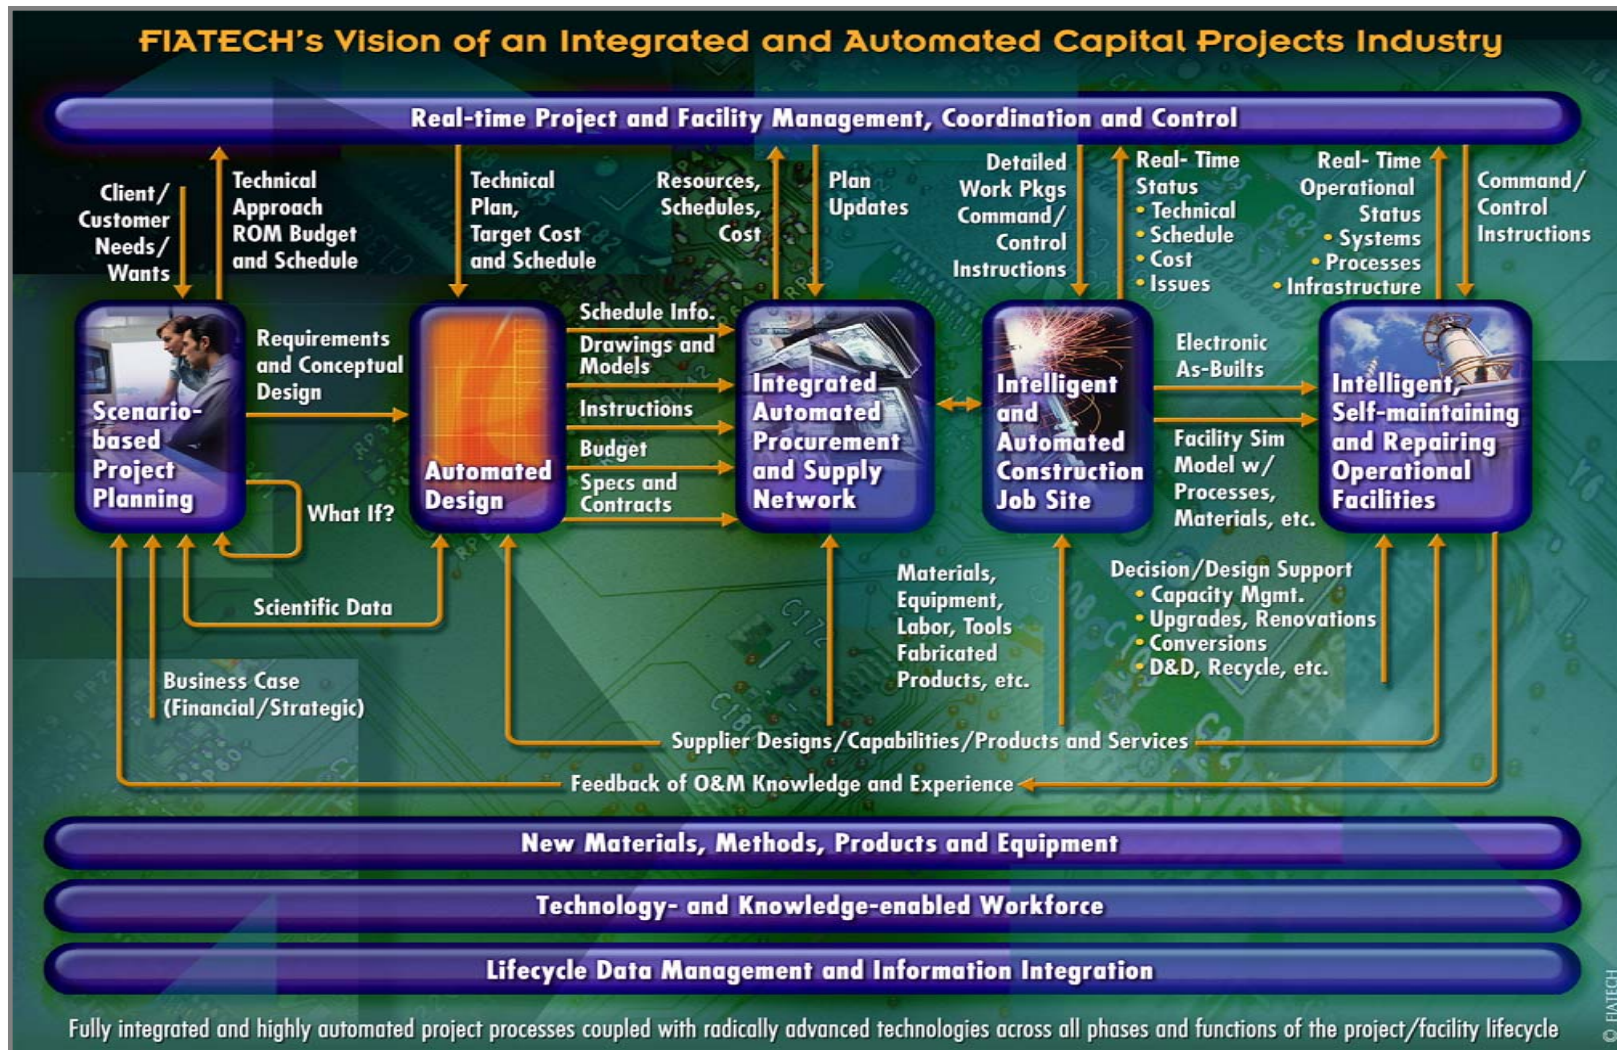 FIATECH's Vision of an Integrated and Automated Capital Projects Industry
Real-time Project and Facility Management, Coordination and Control
Client/
Customer
Needs/
Wants
Technical
Approach
ROM Budget
and Schedule
Technical
Plan,
Target Cost
and Schedule
Resources,
Schedules,
Cost
Plan
Updates
Detailed
Work Pkgs
Command/
Control
Instructions
Real- Time
Status
• Technical
• Schedule
• Cost
• Issues
Real- Time
Operational
Status
• Systems
• Processes
• Infrastructure
Command/
Control
Instructions
Scenario-
based
Project
Planning
Requirements
and Conceptual
Design
What If?
Automated
Design
Schedule Info.
Drawings and
Models
Instructions
Budget
Specs and
Contracts
Integrated
Automated
Procurement
and Supply
Network
Intelligent
and
Automated
Construction
Job Site
Electronic
As-Builts
Facility Sim
Model w/
Processes,
Materials, etc.
Intelligent,
Self-maintaining
and Repairing
Operational
Facilities
Scientific Data
Business Case
(Financial/Strategic)
Materials,
Equipment,
Labor, Tools
Fabricated
Products, etc.
Decision/Design Support
• Capacity Mgmt.
• Upgrades, Renovations
• Conversions
• D&D, Recycle, etc.
Supplier Designs/Capabilities/Products and Services
Feedback of O&M Knowledge and Experience
New Materials, Methods, Products and Equipment
Technology- and Knowledge-enabled Workforce
Lifecycle Data Management and Information Integration
Fully integrated and highly automated project processes coupled with radically advanced technologies across all phases and functions of the project/facility lifecycle
© FIATECH